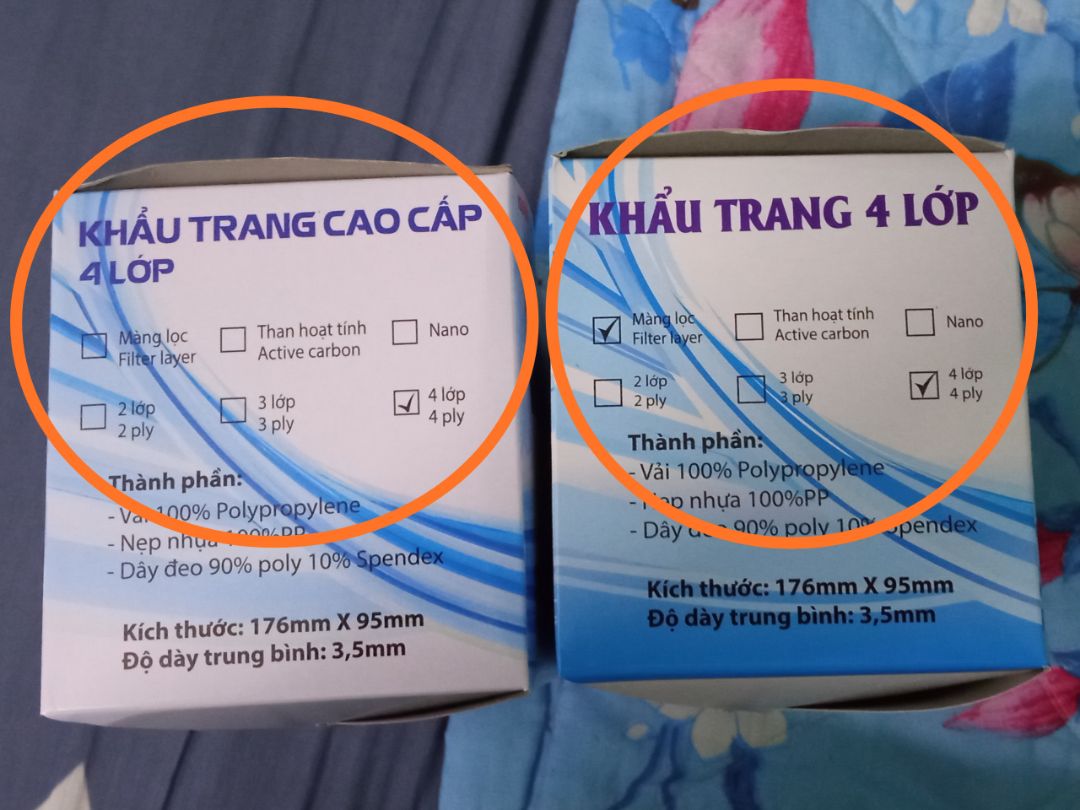 KHẨU TRANG CAO CẤP
4 LỚP
Màng lọc
Filter layer
Than hoạt tính
Active carbon
Nano
2 lớp
2 ply
3 lớp
3 ply
4 lớp
4 ply
Thành phần:
- Vải 100% Polypropylene
- Nẹp nhựa 100%PP
- Dây đeo 90% poly 10% Spendex
Kích thước: 176mm X 95mm
Độ dày trung bình: 3,5mm
KHẨU TRANG 4 LỚP
Màng lọc
Filter layer
Than hoạt tính
Active carbon
Nano
2 lớp
2 ply
3 lớp
3 ply
4 lớp
4 ply
Thành phần:
- Vải 100% Polypropylene
- Nẹp nhựa 100%PP
- Dây đeo 90% poly 10% Spendex
Kích thước: 176mm X 95mm
Độ dày trung bình: 3,5mm